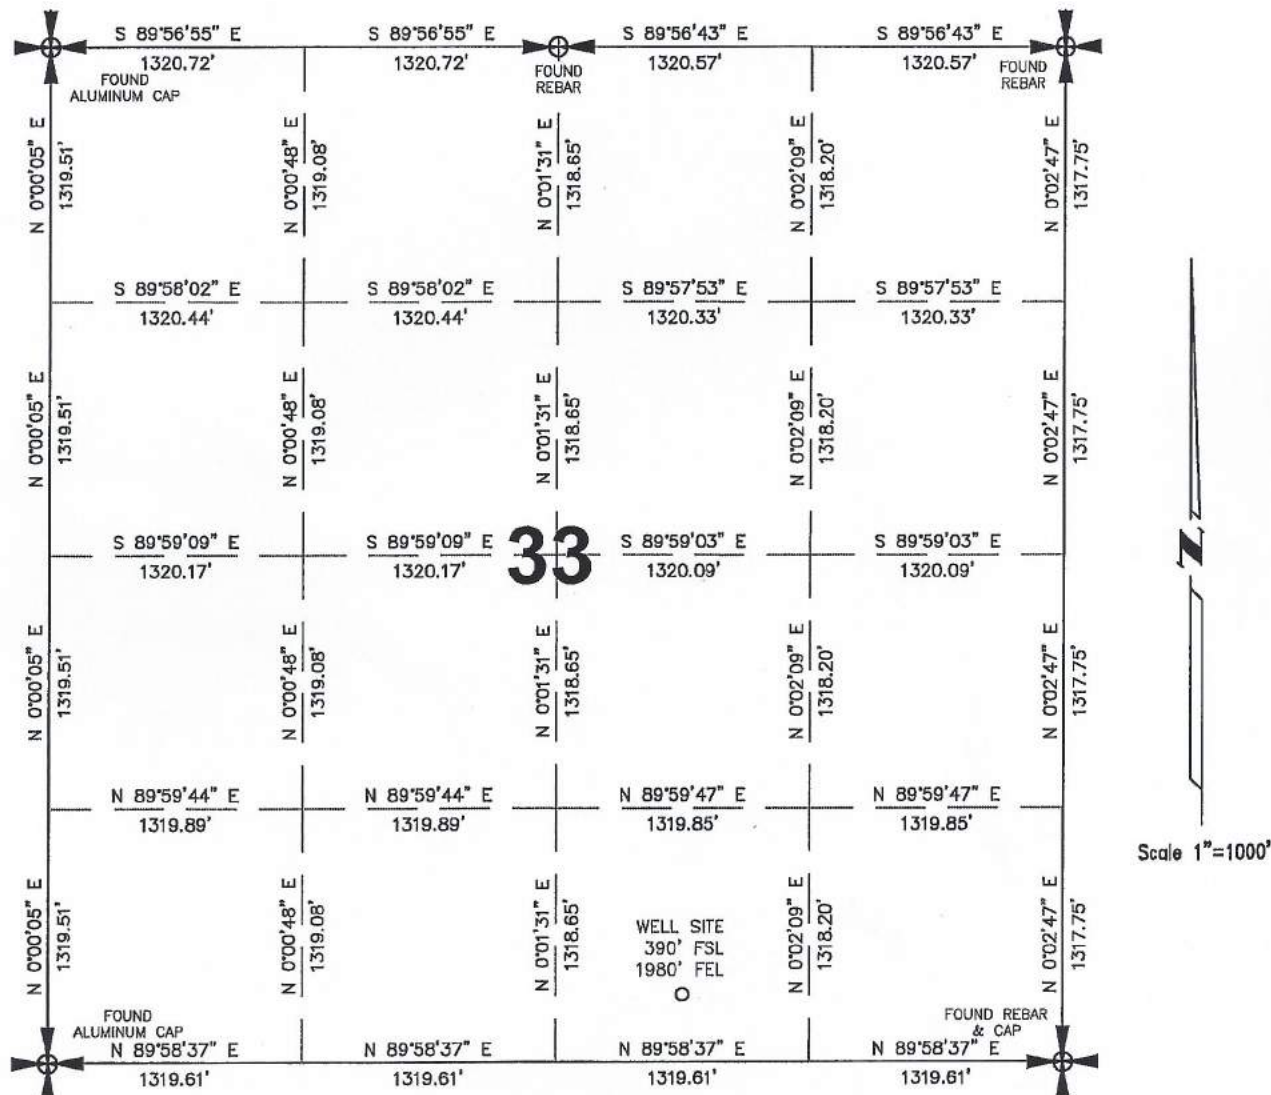 S 89°56'55" E
S 89°56'55" E
S 89°56'43" E
S 89°56'43" E
1320.72'
1320.72'
1320.57'
1320.57'
FOUND
ALUMINUM CAP
FOUND
REBAR
FOUND
REBAR
N 0°00'05" E
1319.51'
N 0°00'48" E
1319.08'
N 0°01'31" E
1318.65'
N 0°02'09" E
1318.20'
N 0°02'47" E
1317.75'
S 89°58'02" E
S 89°58'02" E
S 89°57'53" E
S 89°57'53" E
1320.44'
1320.44'
1320.33'
1320.33'
N 0°00'05" E
1319.51'
N 0°00'48" E
1319.08'
N 0°01'31" E
1318.65'
N 0°02'09" E
1318.20'
N 0°02'47" E
1317.75'
S 89°59'09" E
S 89°59'09" E
33
S 89°59'03" E
S 89°59'03" E
1320.17'
1320.17'
1320.09'
1320.09'
N
N 0°00'05" E
1319.51'
N 0°00'48" E
1319.08'
N 0°01'31" E
1318.65'
N 0°02'09" E
1318.20'
N 0°02'47" E
1317.75'
N 89°59'44" E
N 89°59'44" E
N 89°59'47" E
N 89°59'47" E
1319.89'
1319.89'
1319.85'
1319.85'
Scale 1"=1000'
N 0°00'05" E
1319.51'
N 0°00'48" E
1319.08'
N 0°01'31" E
1318.65'
WELL SITE
390' FSL
1980' FEL
N 0°02'09" E
1318.20'
N 0°02'47" E
1317.75'
FOUND
ALUMINUM CAP
FOUND REBAR
& CAP
N 89°58'37" E
N 89°58'37" E
N 89°58'37" E
N 89°58'37" E
1319.61'
1319.61'
1319.61'
1319.61'